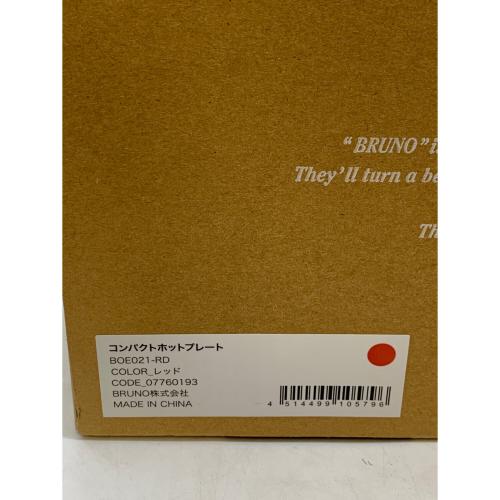 "BRUNO" i
They'll turn a be
Th
コンパクトホットプレート
BOE021-RD
COLOR_レッド
CODE_07760193
BRUNO株式会社
MADE IN CHINA
4 514499 105796